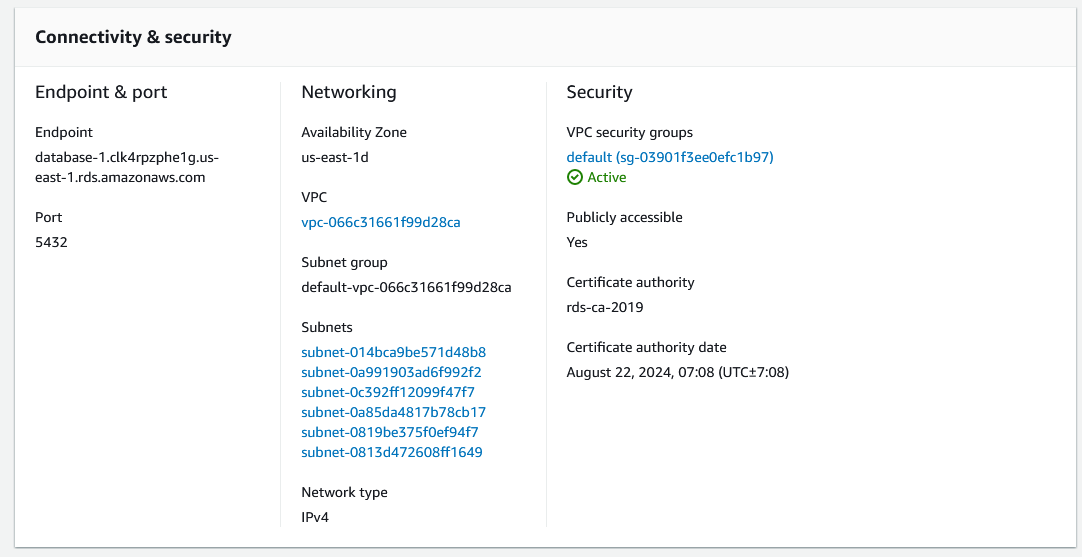 Connectivity & security
Endpoint & port
Endpoint
database-1.clk4rpzphe1g.us-
east-1.rds.amazonaws.com
Port
5432
Networking
Availability Zone
us-east-1d
VPC
vpc-066c31661f99d28ca
Subnet group
default-vpc-066c31661f99d28ca
Subnets
subnet-014bca9be571d48b8
subnet-0a991903ad6f992f2
subnet-0c392ff12099f47f7
subnet-0a85da4817b78cb17
subnet-0819be375f0ef94f7
subnet-0813d472608ff1649
Network type
IPv4
Security
VPC security groups
default (sg-03901f3ee0efc1b97)
Active
Publicly accessible
Yes
Certificate authority
rds-ca-2019
Certificate authority date
August 22, 2024, 07:08 (UTC±7:08)